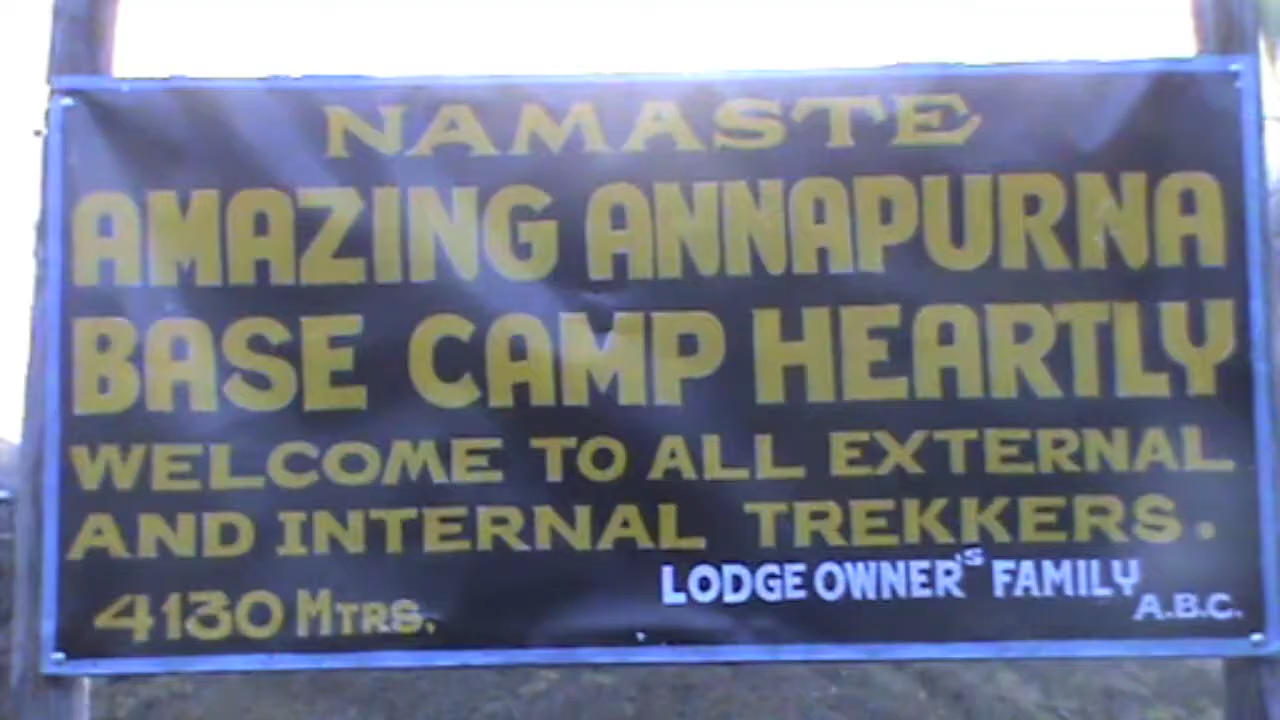 NAMASTE
AMAZING ANNAPURNA
BASE CAMP HEARTLY
WELCOME TO ALL EXTERNAL
AND INTERNAL TREKKERS.
LODGE OWNER'S FAMILY
4130 MTRS.
A.B.C.